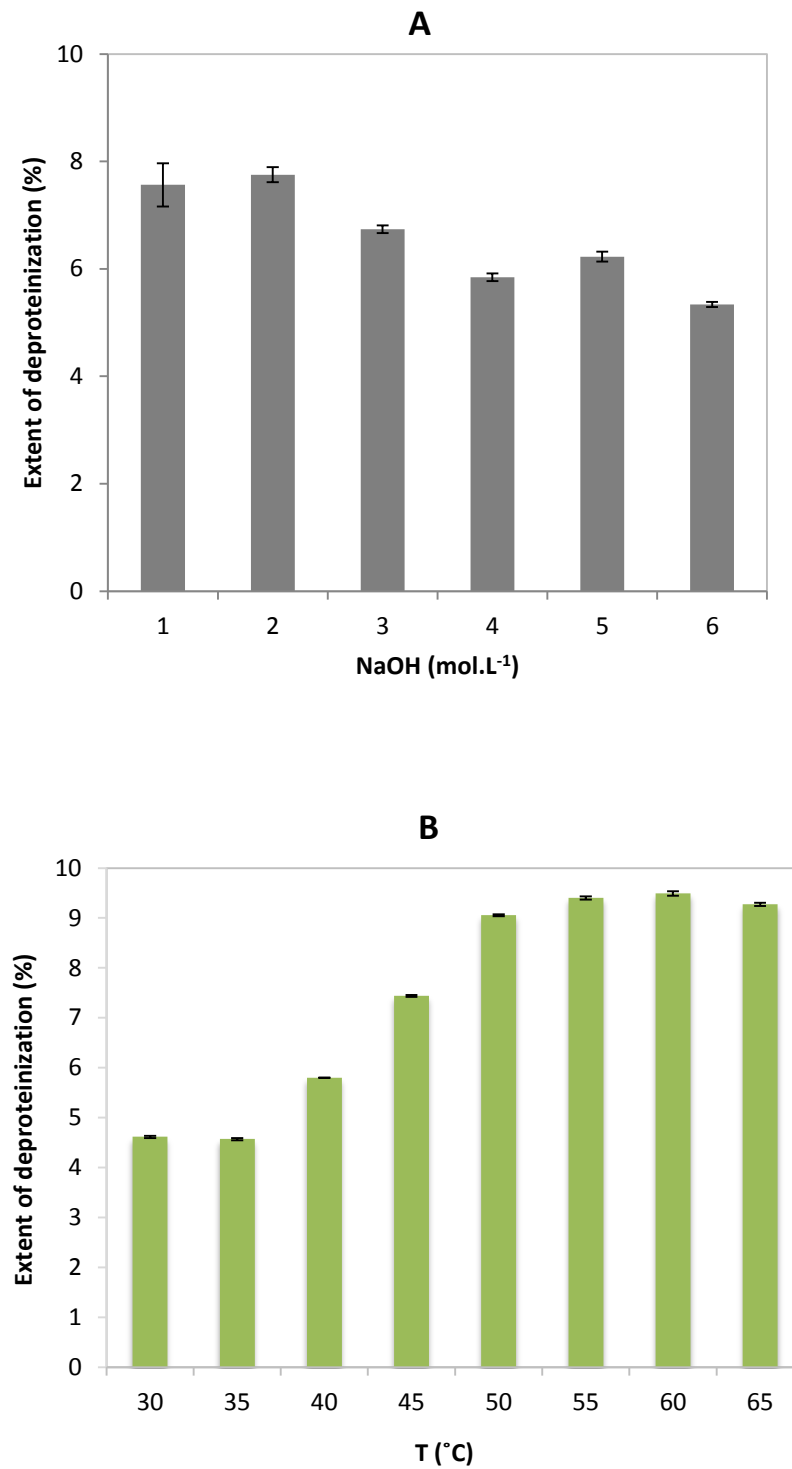 A
Extent of deproteinization (%)
10
8
6
4
2
0
1 2 3 4 5 6
NaOH (mol.L-1)
B
Extent of deproteinization (%)
10
9
8
7
6
5
4
3
2
1
0
30 35 40 45 50 55 60 65
T (˚C)